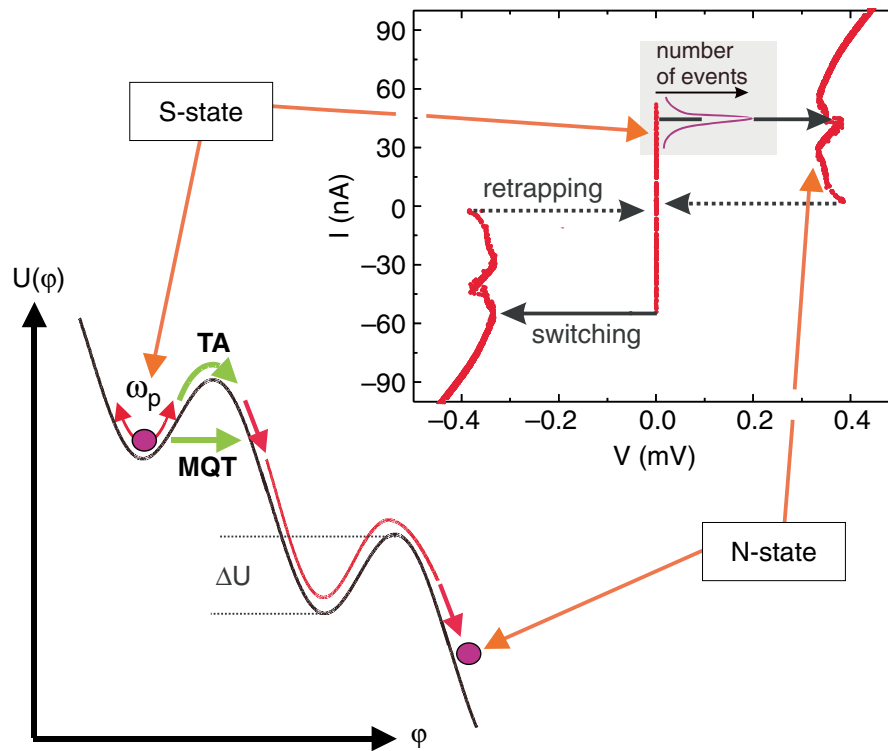 S-state
90
60
30
0
−30
−60
−90
I (nA)
number
of events
retrapping
switching
−0.4
−0.2
0.0
0.2
0.4
V (mV)
U(φ)
TA
ωp
MQT
ΔU
N-state
φ